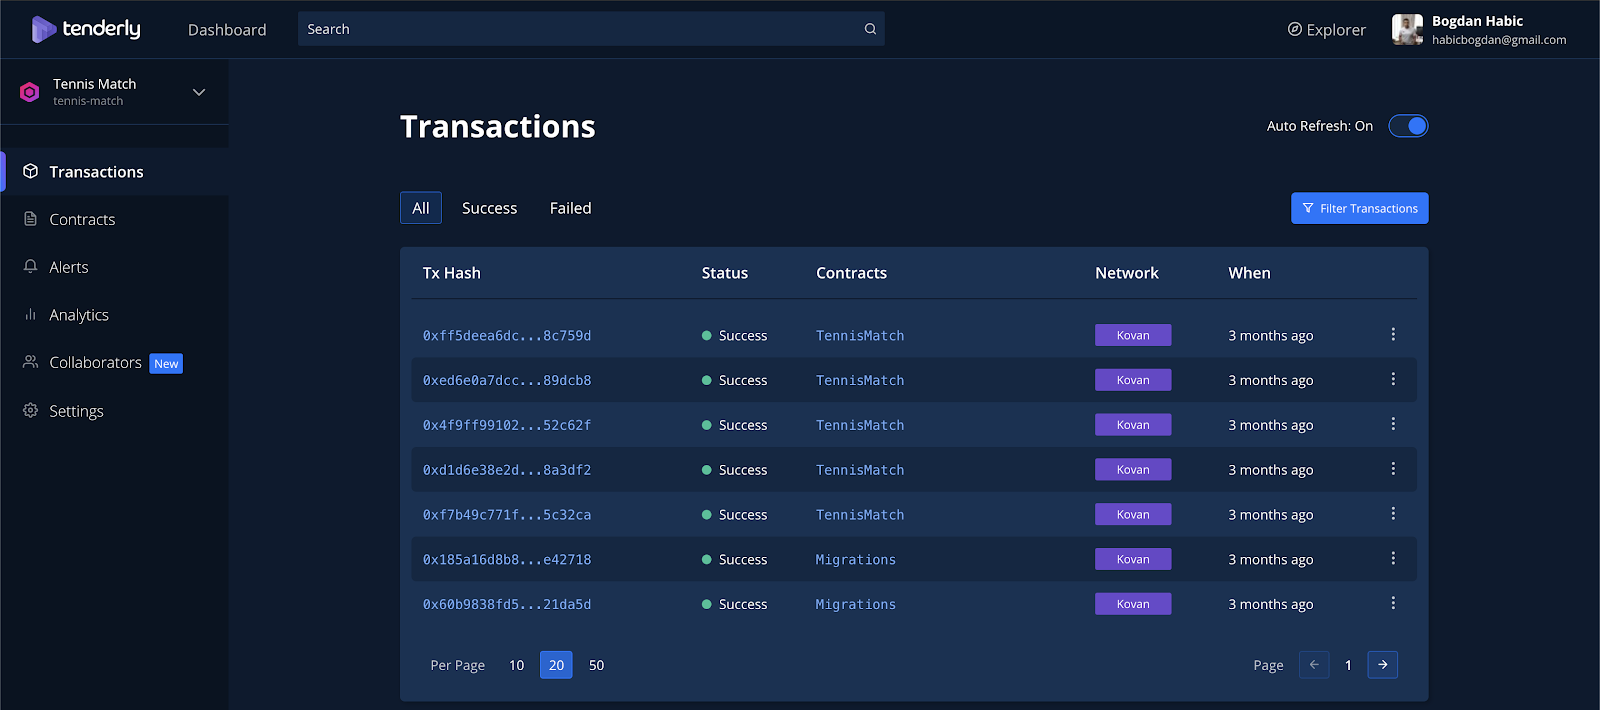 tenderly Dashboard Search Explorer Bogdan Habic
habicbogdan@gmail.com
Tennis Match
tennis-match
Transactions
Contracts
Alerts
Analytics
Collaborators New
Settings
Transactions Auto Refresh: On
All Success Failed Filter Transactions
Tx Hash Status Contracts Network When
0xff5deea6dc...8c759d Success TennisMatch Kovan 3 months ago
0xed6e0a7dcc...89dcb8 Success TennisMatch Kovan 3 months ago
0x4f9ff99102...52c62f Success TennisMatch Kovan 3 months ago
0xd1d6e38e2d...8a3df2 Success TennisMatch Kovan 3 months ago
0xf7b49c771f...5c32ca Success TennisMatch Kovan 3 months ago
0x185a16d8b8...e42718 Success Migrations Kovan 3 months ago
0x60b9838fd5...21da5d Success Migrations Kovan 3 months ago
Per Page 10 20 50 Page 1